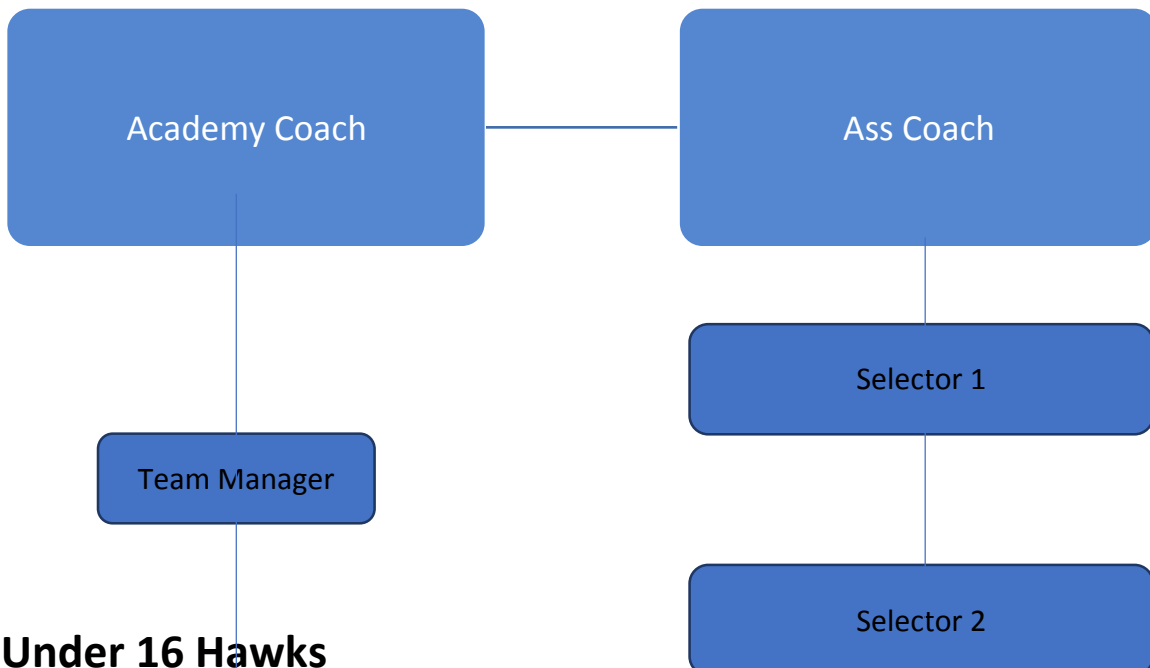 Academy Coach
Ass Coach
Selector 1
Team Manager
Selector 2
Under 16 Hawks